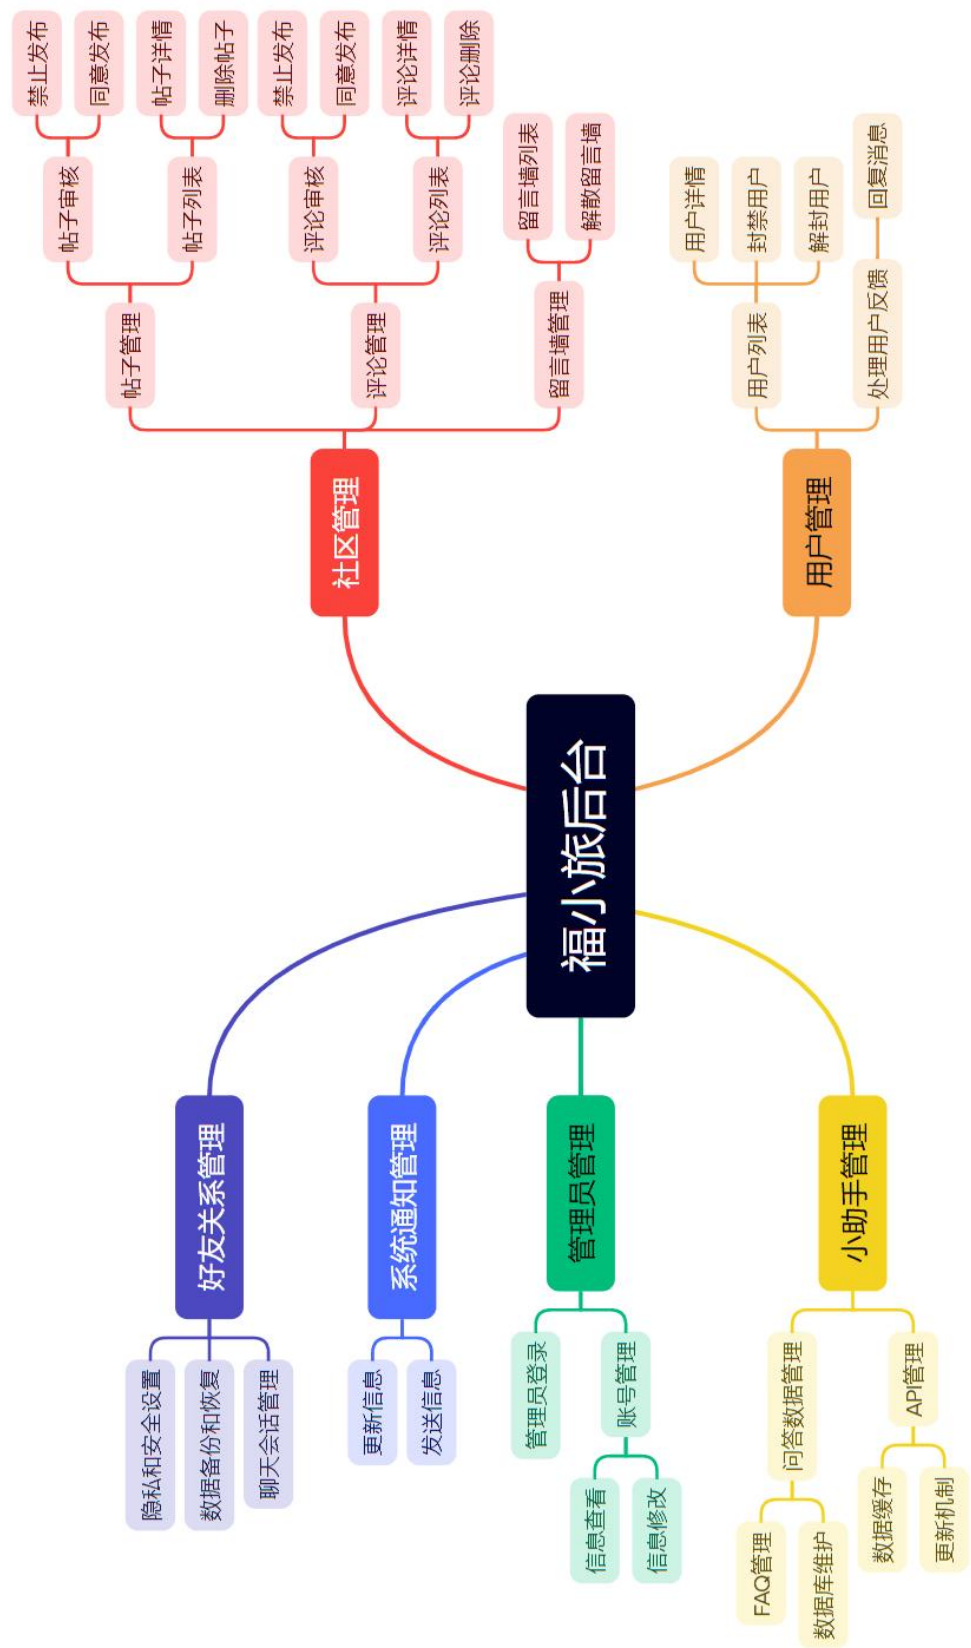 福小旅后台
社区管理
帖子管理
帖子审核
禁止发布
同意发布
帖子列表
帖子详情
删除帖子
评论管理
评论审核
禁止发布
同意发布
评论列表
评论详情
评论删除
留言墙管理
留言墙列表
解散留言墙
用户管理
用户列表
用户详情
封禁用户
解封用户
处理用户反馈
回复消息
好友关系管理
隐私和安全设置
数据备份和恢复
聊天会话管理
系统通知管理
更新信息
发送信息
管理员管理
管理员登录
账号管理
信息查看
信息修改
小助手管理
问答数据管理
FAQ管理
数据库维护
API管理
数据缓存
更新机制